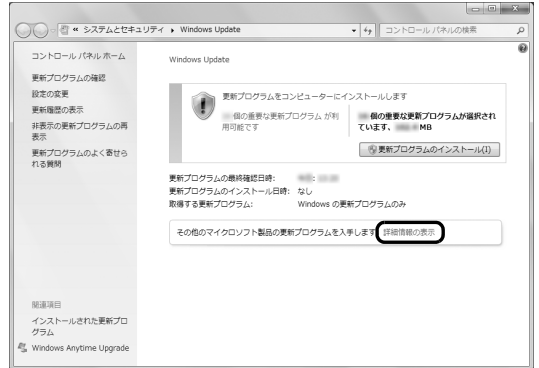 « システムとセキュリティ ▸ Windows Update
コントロール パネルの検索
コントロール パネル ホーム
更新プログラムの確認
設定の変更
更新履歴の表示
非表示の更新プログラムの再
表示
更新プログラムのよく寄せら
れる質問
関連項目
インストールされた更新プロ
グラム
Windows Anytime Upgrade
Windows Update
更新プログラムをコンピューターにインストールします
個の重要な更新プログラム が利
用可能です
個の重要な更新プログラムが選択され
ています、 MB
更新プログラムのインストール(I)
更新プログラムの最終確認日時:
更新プログラムのインストール日時: なし
取得する更新プログラム: Windows の更新プログラムのみ
その他のマイクロソフト製品の更新プログラムを入手します 詳細情報の表示